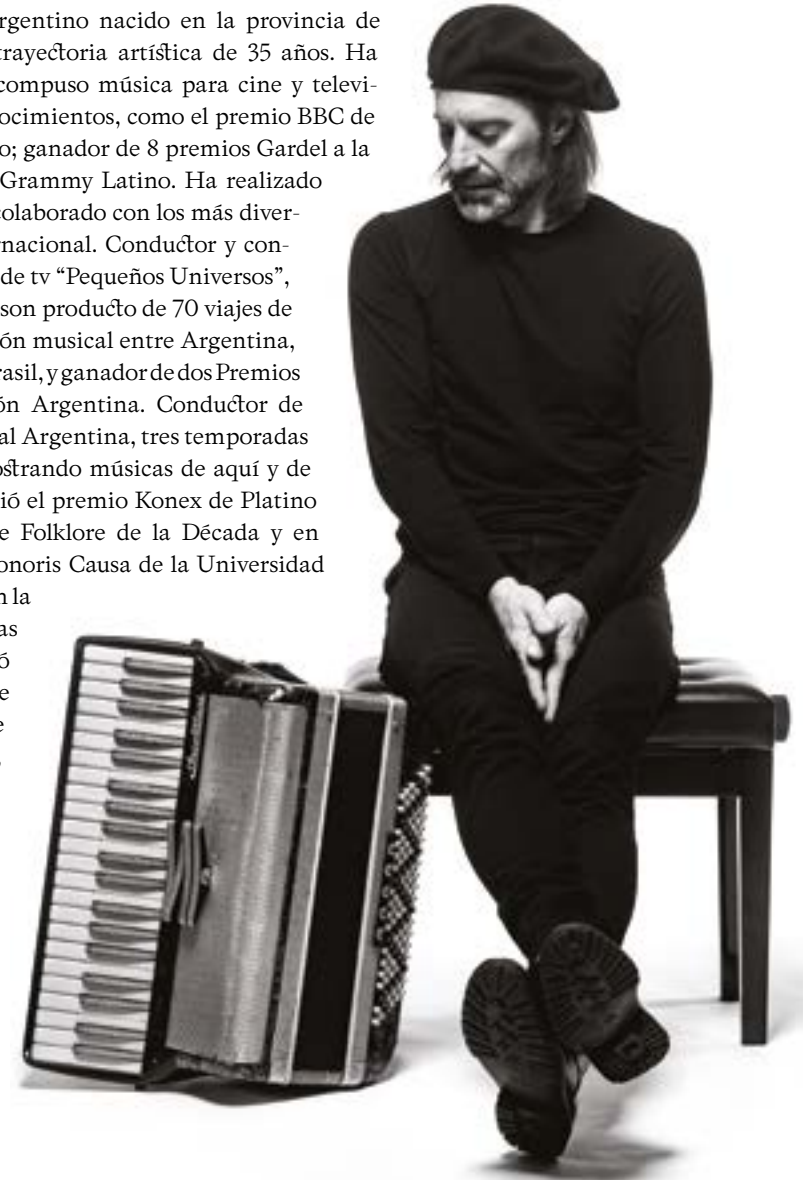 rgentino nacido en la provincia de
trayectoria artística de 35 años. Ha
compuso música para cine y televi-
ocimientos, como el premio BBC de
o; ganador de 8 premios Gardel a la
Grammy Latino. Ha realizado
colaborado con los más diver-
rnacional. Conductor y con-
de tv “Pequeños Universos”,
son producto de 70 viajes de
ón musical entre Argentina,
rasil, y ganador de dos Premios
ón Argentina. Conductor de
al Argentina, tres temporadas
ostrando músicas de aquí y de
ió el premio Konex de Platino
e Folklore de la Década y en
onoris Causa de la Universidad
n la
as
ó
e
e